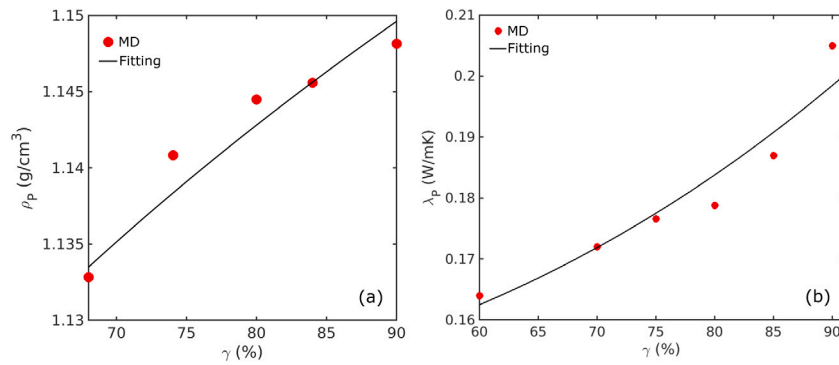 1.15
1.145
1.14
1.135
1.13
ρp (g/cm³)
MD
Fitting
(a)
70 75 80 85 90
γ (%)
0.21
0.2
0.19
0.18
0.17
0.16
λp (W/mK)
MD
Fitting
(b)
60 65 70 75 80 85 90
γ (%)